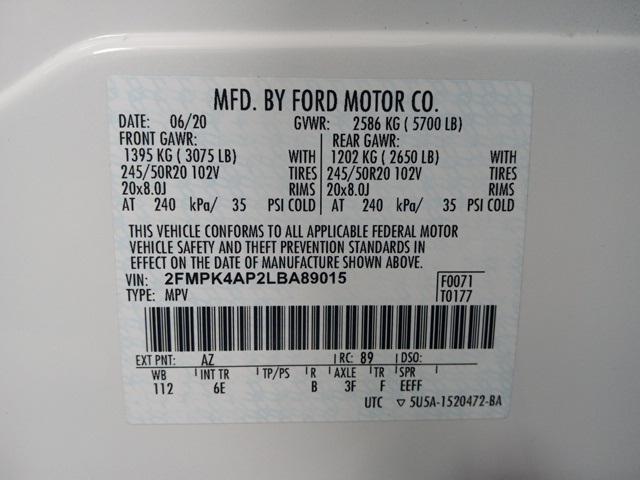 MFD. BY FORD MOTOR CO.
DATE: 06/20 GVWR: 2586 KG ( 5700 LB)
FRONT GAWR: REAR GAWR:
1395 KG ( 3075 LB) WITH 1202 KG ( 2650 LB) WITH
245/50R20 102V TIRES 245/50R20 102V TIRES
20x8.0J RIMS 20x8.0J RIMS
AT 240 kPa/ 35 PSI COLD AT 240 kPa/ 35 PSI COLD
THIS VEHICLE CONFORMS TO ALL APPLICABLE FEDERAL MOTOR
VEHICLE SAFETY AND THEFT PREVENTION STANDARDS IN
EFFECT ON THE DATE OF MANUFACTURE SHOWN ABOVE.
VIN: 2FMPK4AP2LBA89015 F0071
TYPE: MPV T0177
EXT PNT: AZ RC: 89 DSO:
WB INT TR TP/PS R AXLE TR SPR
112 6E B 3F F EEFF
UTC ▽ 5U5A-1520472-BA